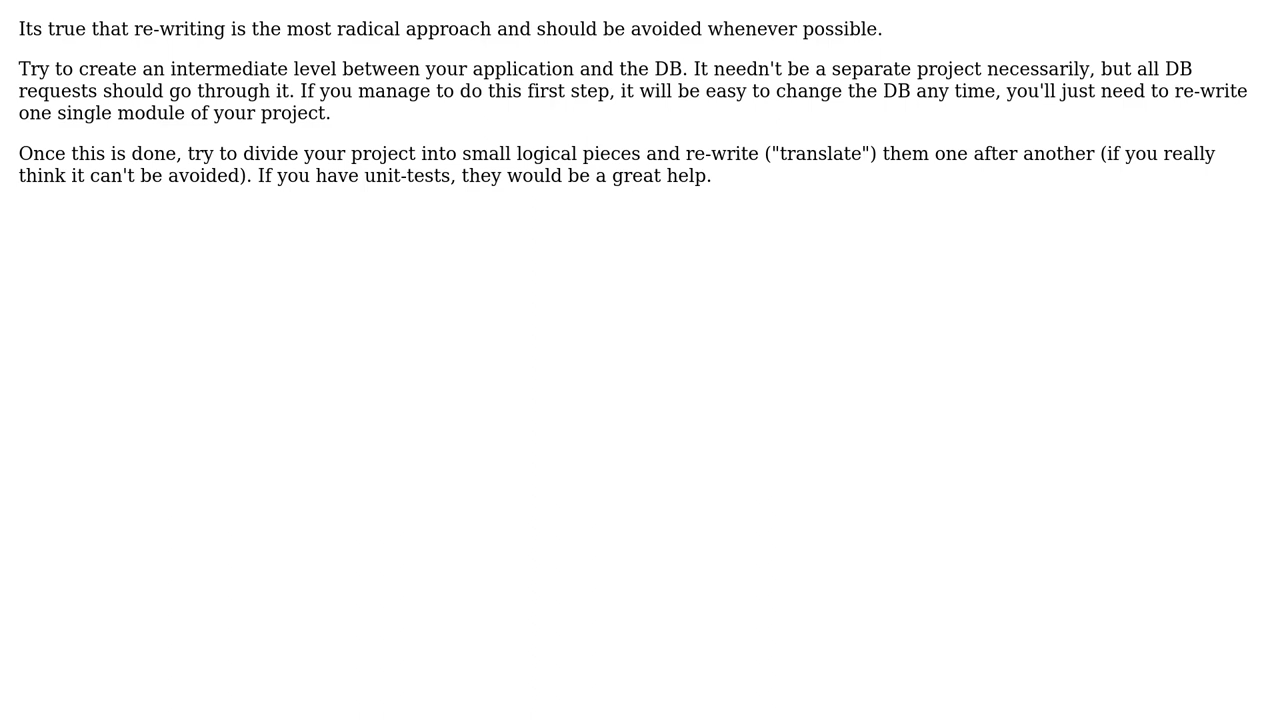 Its true that re-writing is the most radical approach and should be avoided whenever possible.
Try to create an intermediate level between your application and the DB. It needn't be a separate project necessarily, but all DB
requests should go through it. If you manage to do this first step, it will be easy to change the DB any time, you'll just need to re-write
one single module of your project.
Once this is done, try to divide your project into small logical pieces and re-write ("translate") them one after another (if you really
think it can't be avoided). If you have unit-tests, they would be a great help.